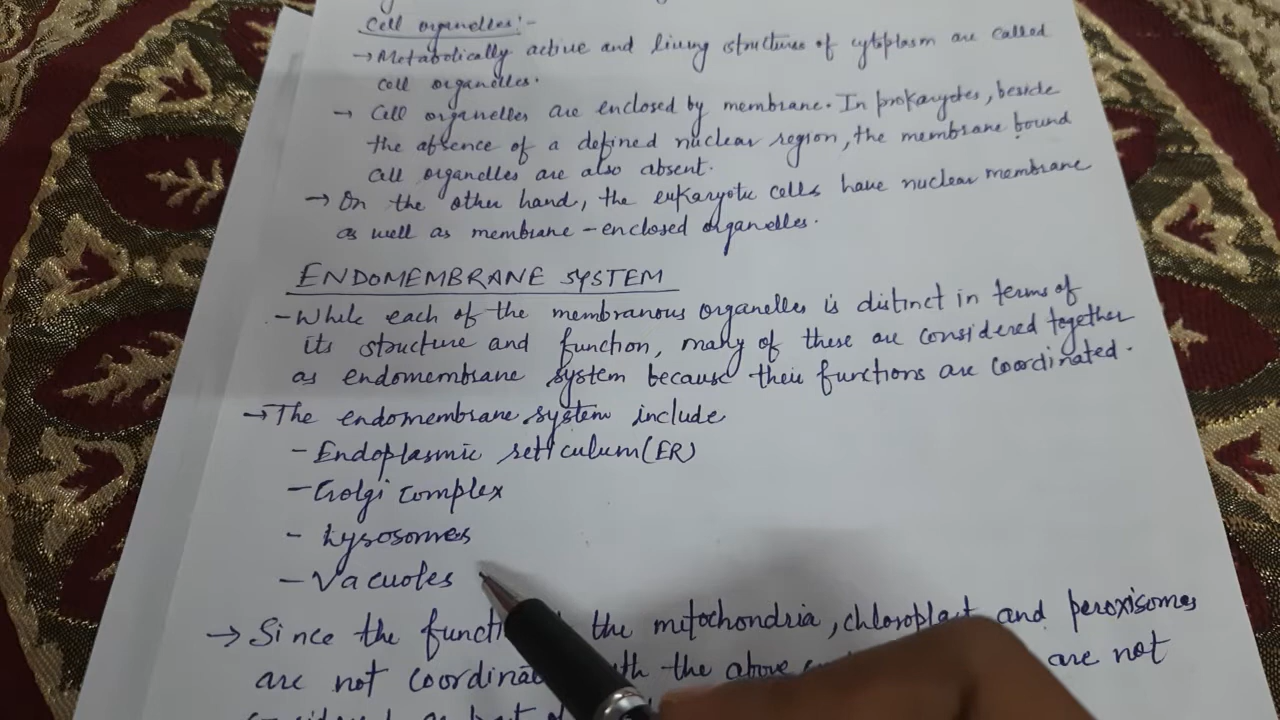 Cell organelles:-
→ Metabolically active and living structures of cytoplasm are called
cell organelles.
→ Cell organelles are enclosed by membrane. In prokaryotes, beside
the absence of a defined nuclear region, the membrane bound
cell organelles are also absent.
→ On the other hand, the eukaryotic cells have nuclear membrane
as well as membrane-enclosed organelles.
ENDOMEMBRANE SYSTEM
- While each of the membranous organelles is distinct in terms of
its structure and function, many of these are considered together
as endomembrane system because their functions are coordinated.
→ The endomembrane system include
- Endoplasmic reticulum (ER)
- Golgi complex
- Lysosomes
- Vacuoles
→ Since the the mitochondria, chloroplast and peroxisomes
are not the above are not